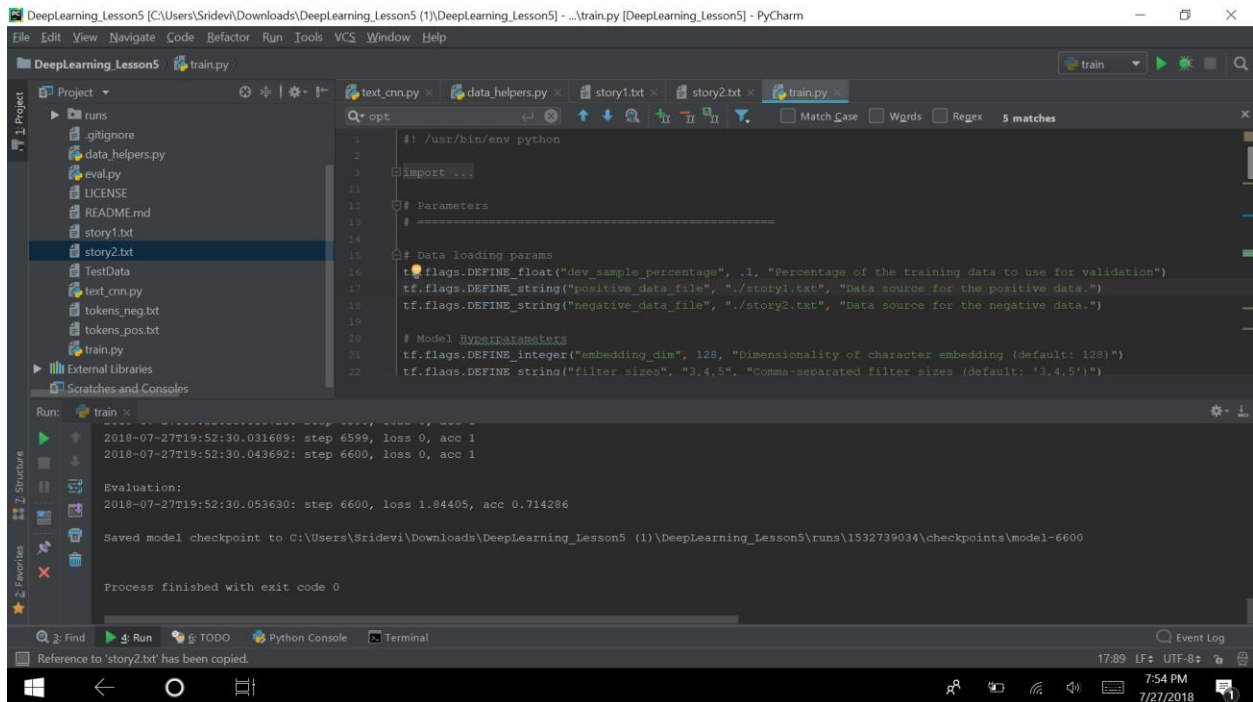 DeepLearning_Lesson5 [C:\Users\Sridevi\Downloads\DeepLearning_Lesson5 (1)\DeepLearning_Lesson5] - ...\train.py [DeepLearning_Lesson5] - PyCharm
File Edit View Navigate Code Refactor Run Tools VCS Window Help
DeepLearning_Lesson5 train.py train
1: Project
Project
text_cnn.py data_helpers.py story1.txt story2.txt train.py
runs
.gitignore
data_helpers.py
eval.py
LICENSE
README.md
story1.txt
story2.txt
TestData
text_cnn.py
tokens_neg.txt
tokens_pos.txt
train.py
External Libraries
Scratches and Consoles
opt Match Case Words Regex 5 matches
1 #! /usr/bin/env python
2
3 import ...
11
12 # Parameters
13 # ==================================================
14
15 # Data loading params
16 flags.DEFINE_float("dev_sample_percentage", .1, "Percentage of the training data to use for validation")
17 tf.flags.DEFINE_string("positive_data_file", "./story1.txt", "Data source for the positive data.")
18 tf.flags.DEFINE_string("negative_data_file", "./story2.txt", "Data source for the negative data.")
19
20 # Model Hyperparameters
21 tf.flags.DEFINE_integer("embedding_dim", 128, "Dimensionality of character embedding (default: 128)")
22 tf.flags.DEFINE_string("filter_sizes", "3,4,5", "Comma-separated filter sizes (default: '3,4,5')")
Run: train
2018-07-27T19:52:30.031689: step 6599, loss 0, acc 1
2018-07-27T19:52:30.043692: step 6600, loss 0, acc 1
Evaluation:
2018-07-27T19:52:30.053630: step 6600, loss 1.84405, acc 0.714286
Saved model checkpoint to C:\Users\Sridevi\Downloads\DeepLearning_Lesson5 (1)\DeepLearning_Lesson5\runs\1532739034\checkpoints\model-6600
Process finished with exit code 0
7: Structure
2: Favorites
3: Find 4: Run 6: TODO Python Console Terminal Event Log
Reference to 'story2.txt' has been copied. 17:89 LF UTF-8
7:54 PM
7/27/2018
1